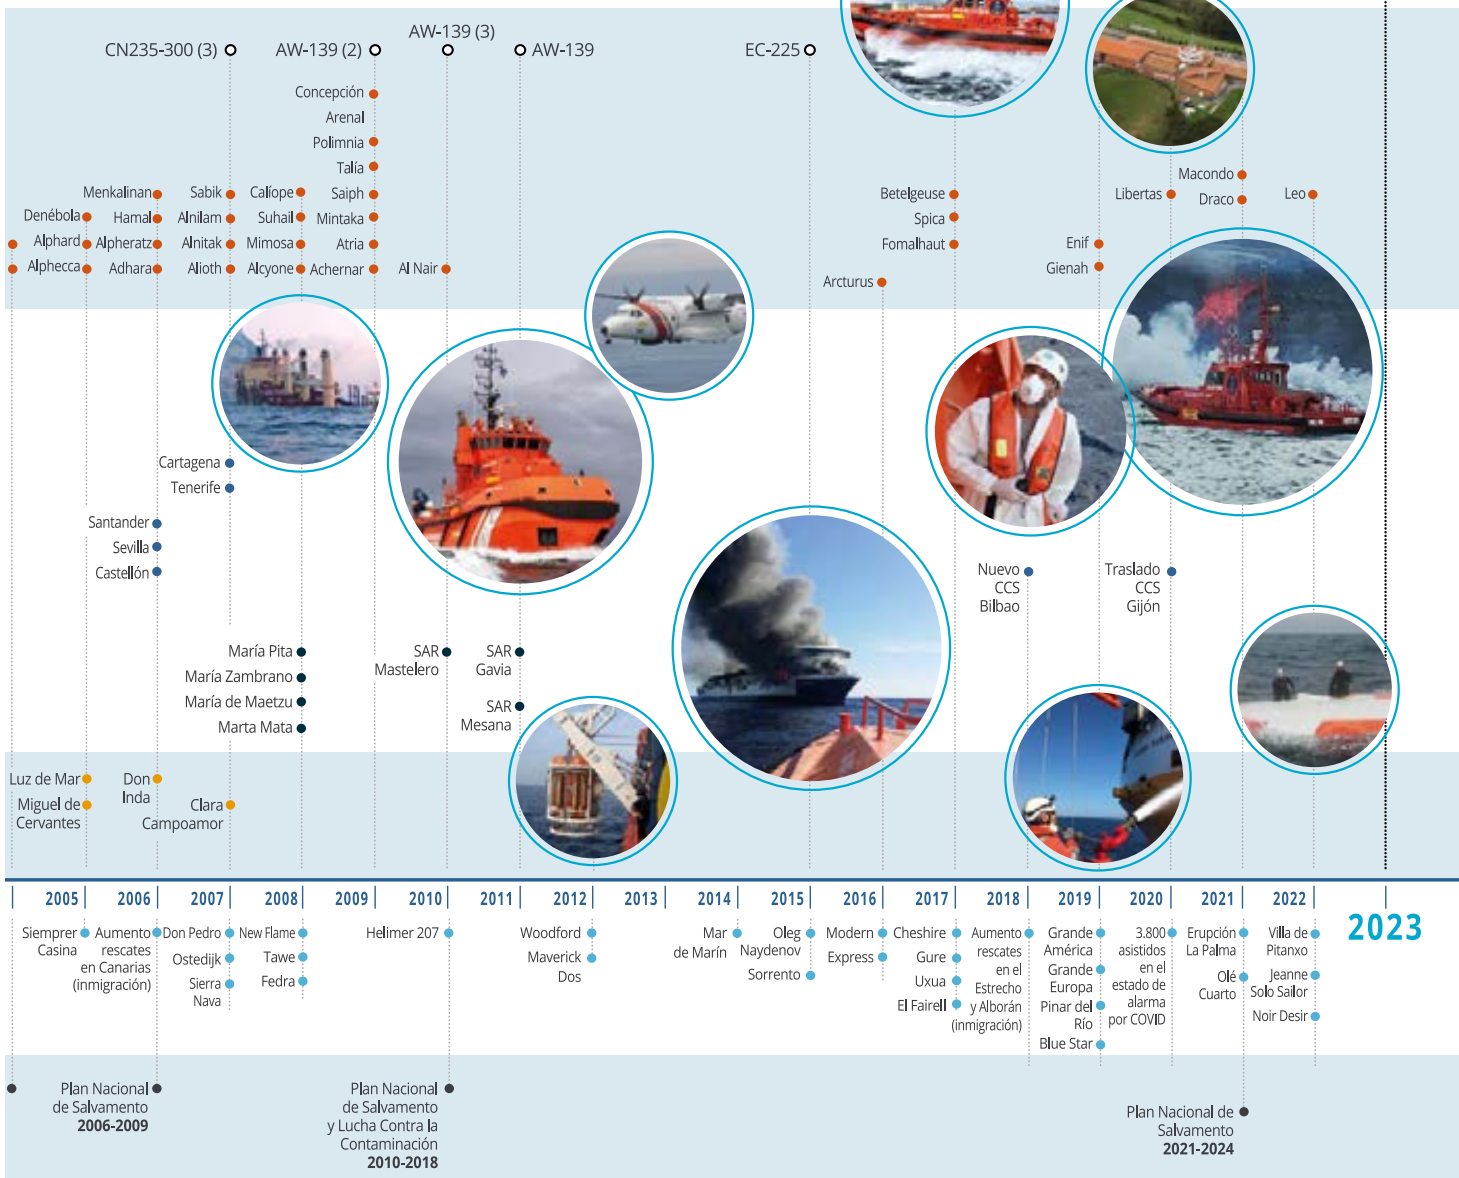 CN235-300 (3)
AW-139 (2)
AW-139 (3)
AW-139
EC-225
Concepción
Arenal
Polimnia
Talía
Saiph
Mintaka
Atria
Achernar
Denébola
Alphard
Alphecca
Menkalinan
Hamal
Alpheratz
Adhara
Sabik
Alnilam
Alnitak
Alioth
Calíope
Suhail
Mimosa
Alcyone
Al Nair
Arcturus
Betelgeuse
Spica
Fomalhaut
Enif
Gienah
Libertas
Macondo
Draco
Leo
Cartagena
Tenerife
Santander
Sevilla
Castellón
Nuevo
CCS
Bilbao
Traslado
CCS
Gijón
María Pita
María Zambrano
María de Maetzu
Marta Mata
SAR
Mastelero
SAR
Gavia
SAR
Mesana
Luz de Mar
Miguel de
Cervantes
Don
Inda
Clara
Campoamor
2005
2006
2007
2008
2009
2010
2011
2012
2013
2014
2015
2016
2017
2018
2019
2020
2021
2022
2023
Siemprer
Casina
Aumento
rescates
en Canarias
(inmigración)
Don Pedro
Ostedijk
Sierra
Nava
New Flame
Tawe
Fedra
Helimer 207
Woodford
Maverick
Dos
Mar
de Marín
Oleg
Naydenov
Sorrento
Modern
Express
Cheshire
Gure
Uxua
El Fairell
Aumento
rescates
en el
Estrecho
y Alborán
(inmigración)
Grande
América
Grande
Europa
Pinar del
Río
Blue Star
3.800
asistidos
en el
estado de
alarma
por COVID
Erupción
La Palma
Olé
Cuarto
Villa de
Pitanxo
Jeanne
Solo Sailor
Noir Desir
Plan Nacional
de Salvamento
2006-2009
Plan Nacional
de Salvamento
y Lucha Contra la
Contaminación
2010-2018
Plan Nacional de
Salvamento
2021-2024